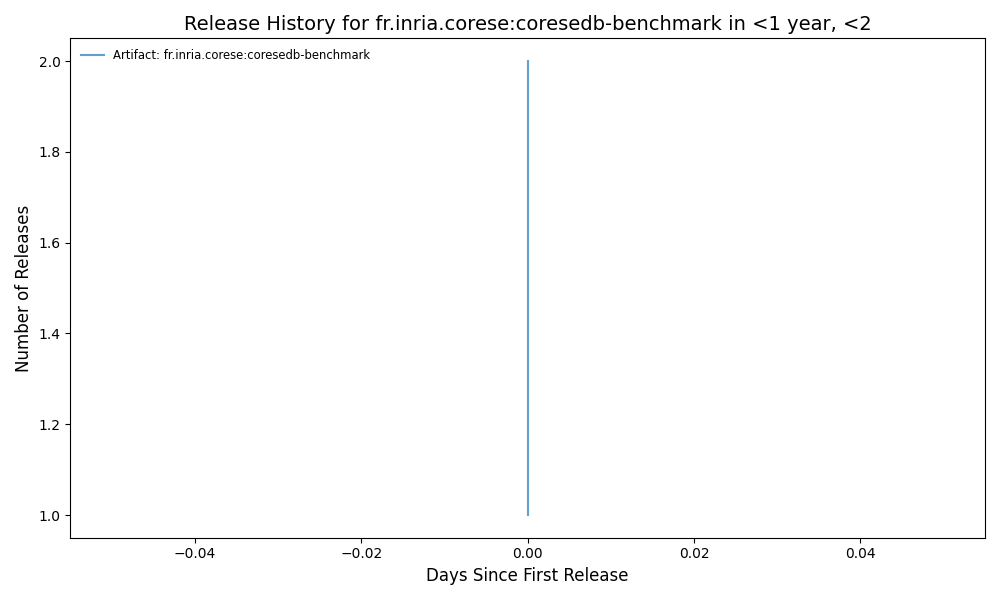 Release History for fr.inria.corese:coresedb-benchmark in <1 year, <2
Artifact: fr.inria.corese:coresedb-benchmark
Number of Releases
2.0
1.8
1.6
1.4
1.2
1.0
−0.04
−0.02
0.00
0.02
0.04
Days Since First Release